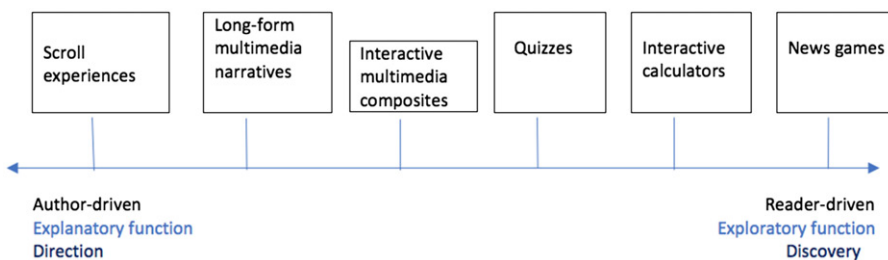 Scroll
experiences
Long-form
multimedia
narratives
Interactive
multimedia
composites
Quizzes
Interactive
calculators
News games
Author-driven
Explanatory function
Direction
Reader-driven
Exploratory function
Discovery